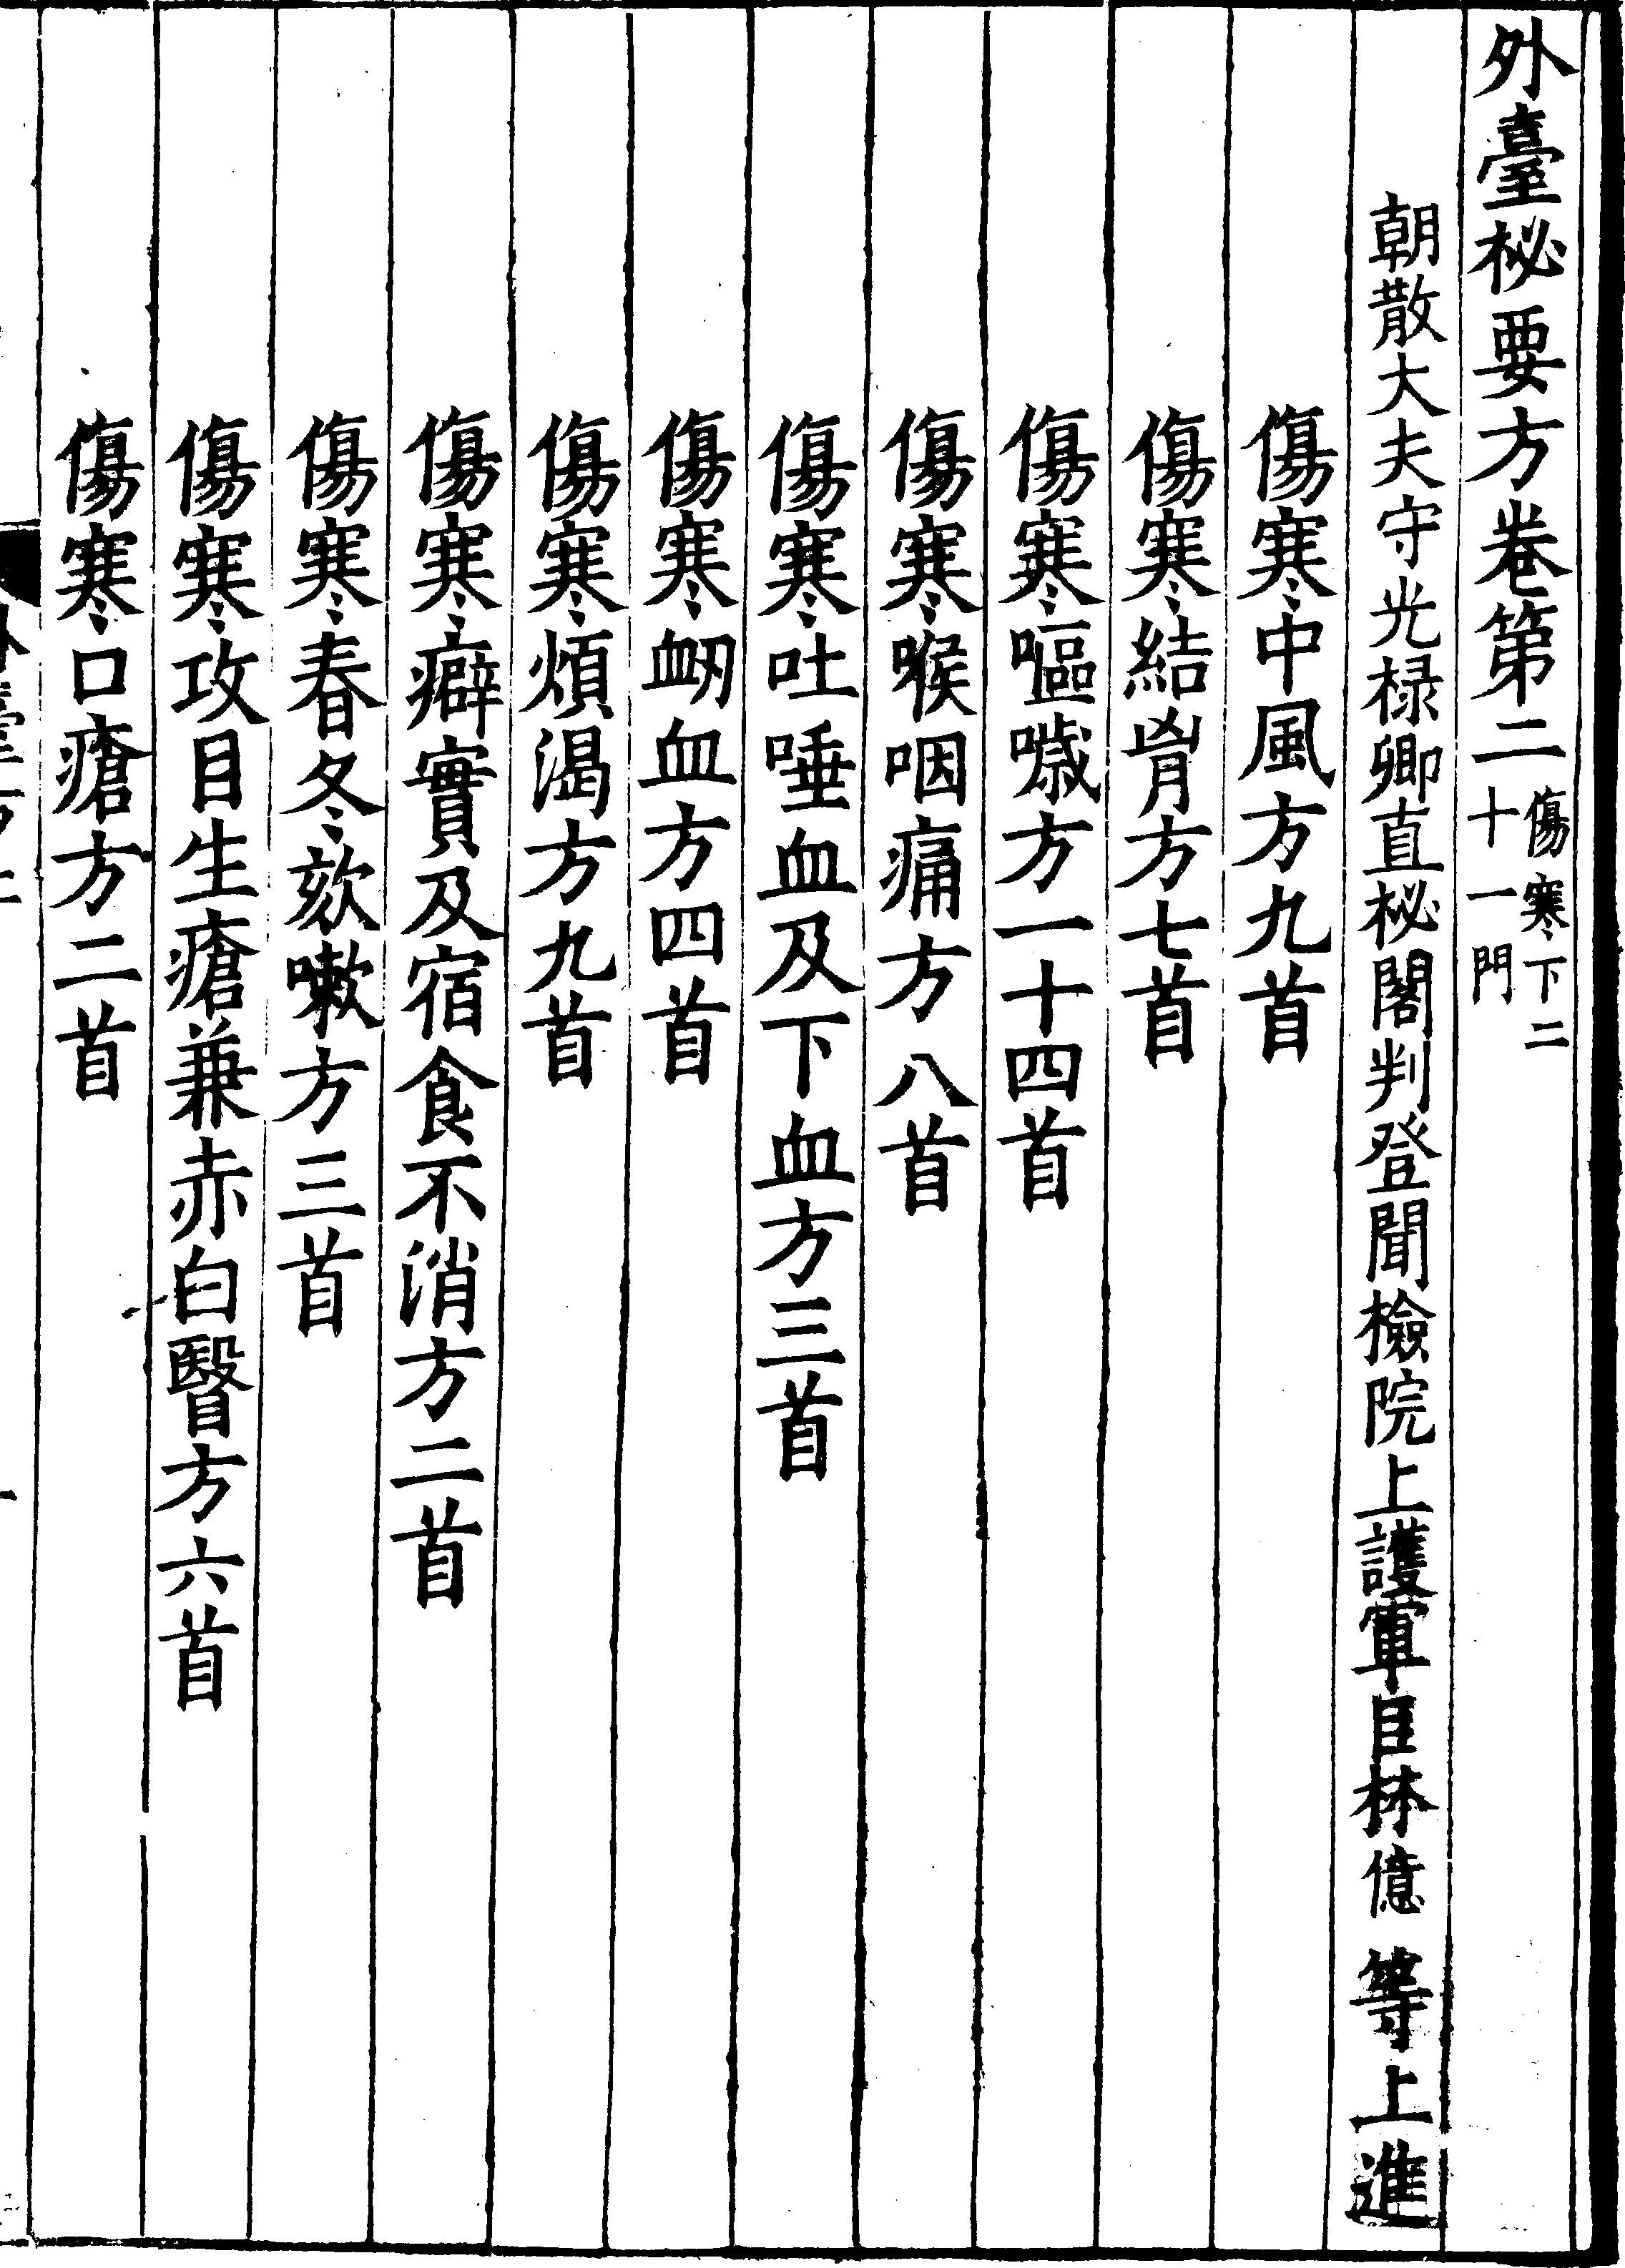 外臺秘要方卷第二傷寒下二十一門
朝散大夫守光禄卿直秘閣判登聞檢院上護軍臣林億等上進
傷寒中風方九首
傷寒結胷方七首
傷寒嘔噦方一十四首
傷寒喉咽痛方八首
傷寒吐唾血及下血方三首
傷寒衂血方四首
傷寒煩渴方九首
傷寒癖實及宿食不消方二首
傷寒春冬欬嗽方三首
傷寒攻目生瘡兼赤白瞖方六首
傷寒口瘡方二首